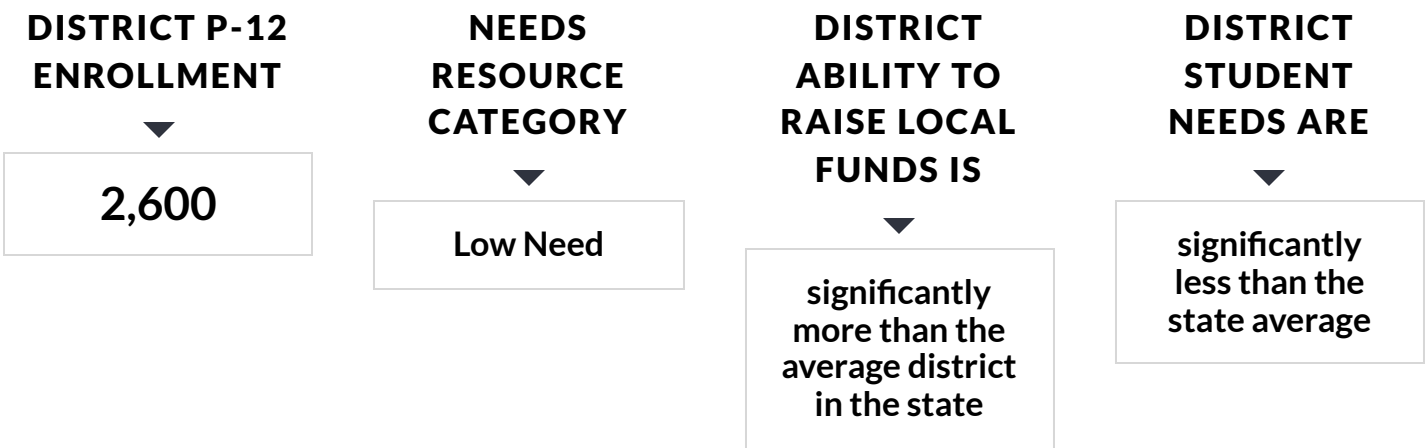 DISTRICT P-12
ENROLLMENT
2,600
NEEDS
RESOURCE
CATEGORY
Low Need
DISTRICT
ABILITY TO
RAISE LOCAL
FUNDS IS
significantly
more than the
average district
in the state
DISTRICT
STUDENT
NEEDS ARE
significantly
less than the
state average